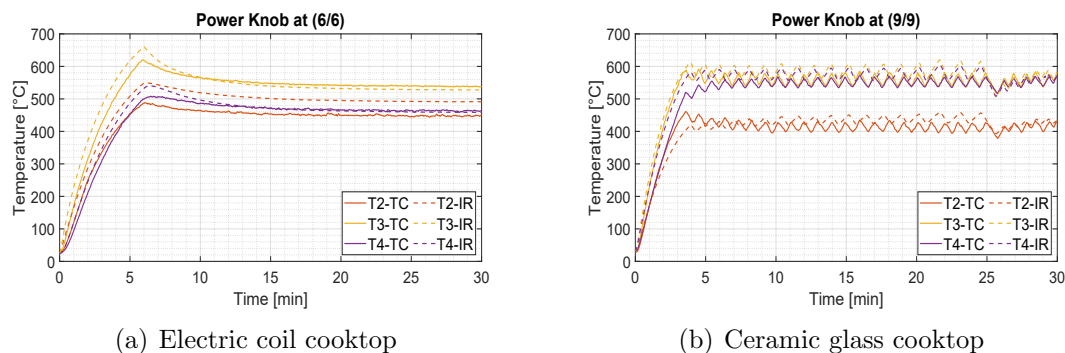 Power Knob at (6/6)
700
600
500
400
300
200
100
0
Temperature [°C]
0 5 10 15 20 25 30
Time [min]
T2-TC T2-IR
T3-TC T3-IR
T4-TC T4-IR
(a) Electric coil cooktop
Power Knob at (9/9)
700
600
500
400
300
200
100
0
Temperature [°C]
0 5 10 15 20 25 30
Time [min]
T2-TC T2-IR
T3-TC T3-IR
T4-TC T4-IR
(b) Ceramic glass cooktop